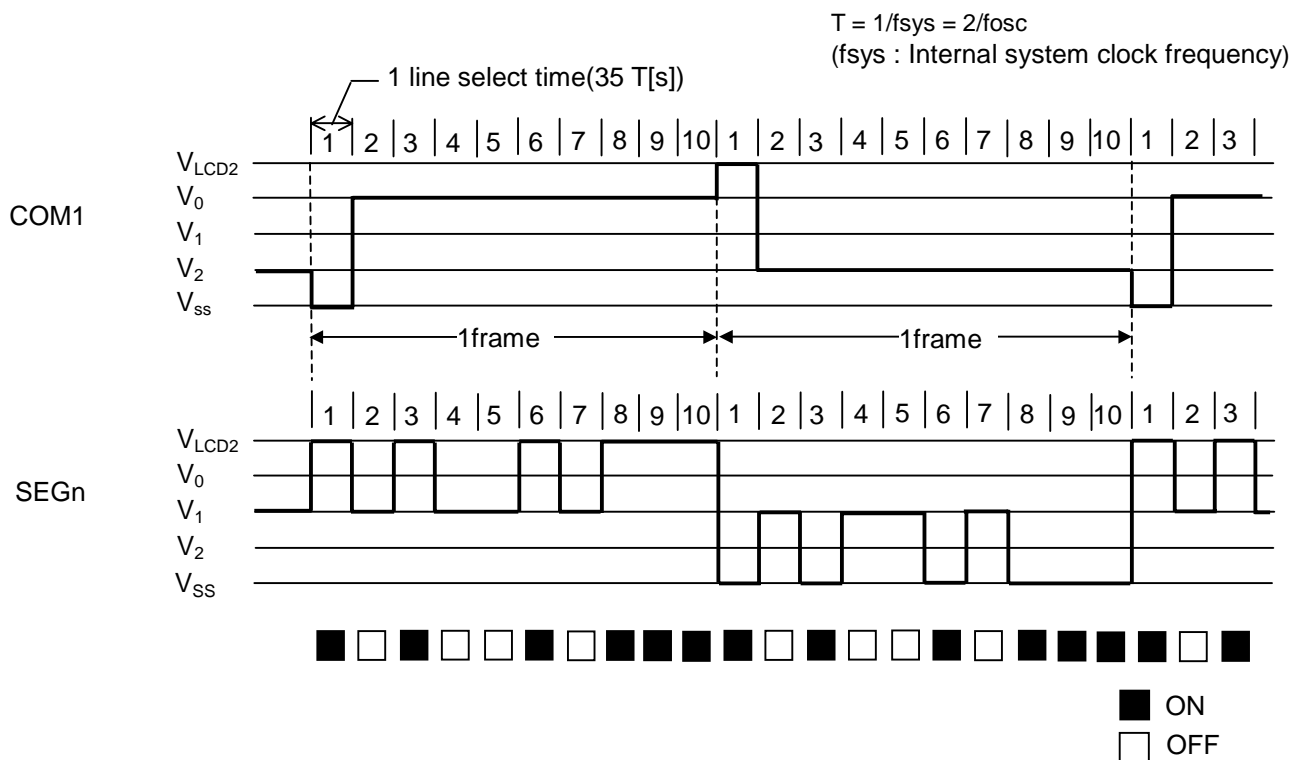 T = 1/fsys = 2/fosc
(fsys : Internal system clock frequency)
1 line select time(35 T[s])
1 2 3 4 5 6 7 8 9 10 1 2 3 4 5 6 7 8 9 10 1 2 3
VLCD2
V0
COM1
V1
V2
Vss
1frame 1frame
1 2 3 4 5 6 7 8 9 10 1 2 3 4 5 6 7 8 9 10 1 2 3
VLCD2
V0
SEGn
V1
V2
VSS
ON
OFF